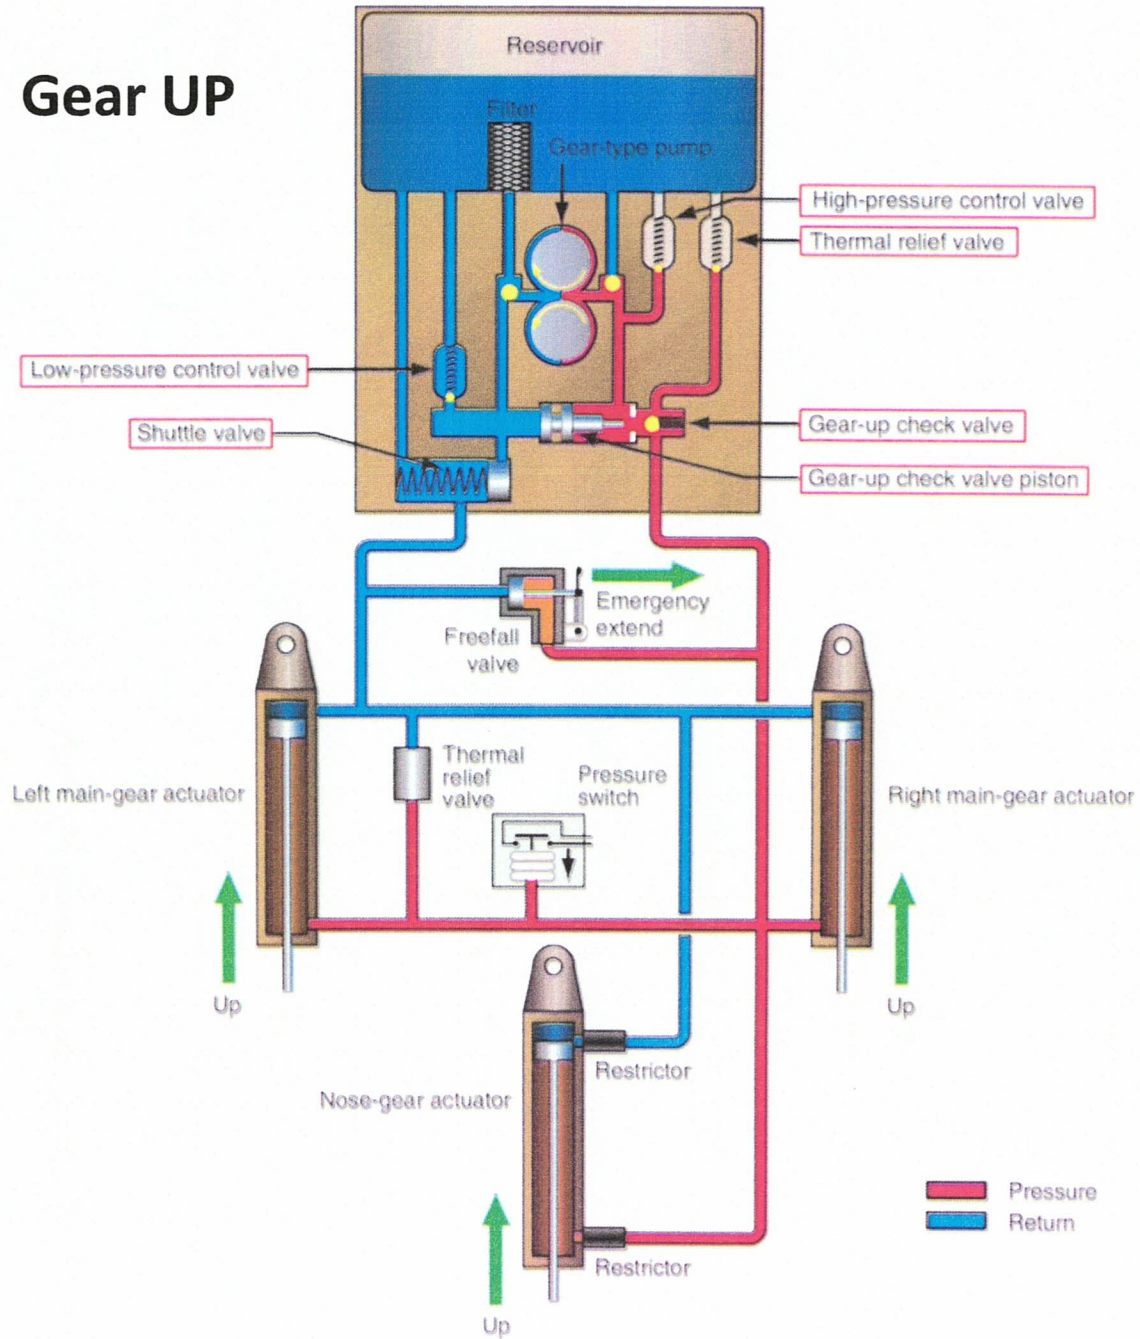 Reservoir
Gear UP
Filter
Gear-type pump
High-pressure control valve
Thermal relief valve
Low-pressure control valve
Shuttle valve
Gear-up check valve
Gear-up check valve piston
Emergency
extend
Freefall
valve
Thermal
relief
valve
Pressure
switch
Left main-gear actuator
Right main-gear actuator
Up
Up
Restrictor
Nose-gear actuator
Pressure
Return
Restrictor
Up